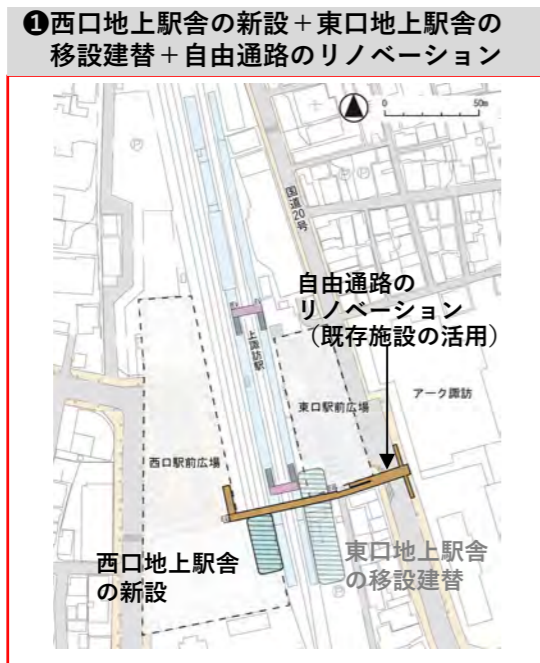 ❶西口地上駅舎の新設＋東口地上駅舎の
移設建替＋自由通路のリノベーション
0 50m
国道20号
自由通路の
リノベーション
（既存施設の活用）
上諏訪駅
アーク諏訪
東口駅前広場
西口駅前広場
西口地上駅舎
の新設
東口地上駅舎
の移設建替